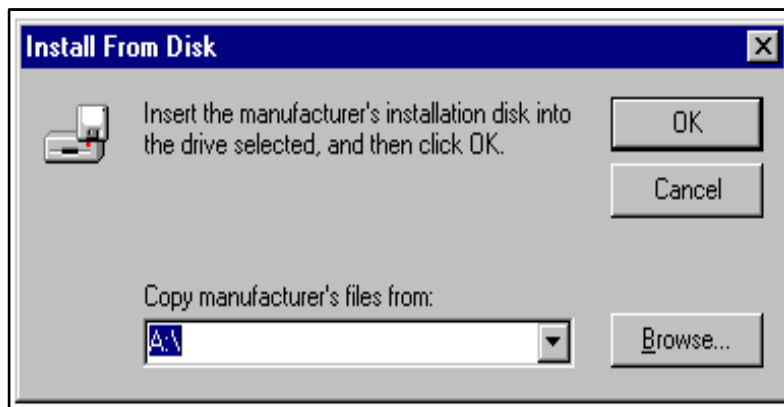 Install From Disk
Insert the manufacturer's installation disk into
the drive selected, and then click OK.
OK
Cancel
Copy manufacturer's files from:
A:\
Browse...